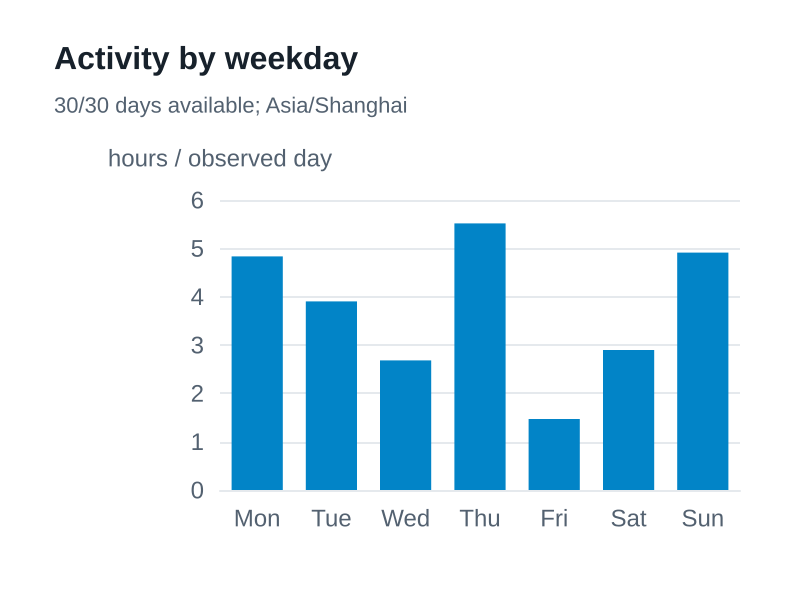 Activity by weekday
30/30 days available; Asia/Shanghai
hours / observed day
6
5
4
3
2
1
0
Mon Tue Wed Thu Fri Sat Sun